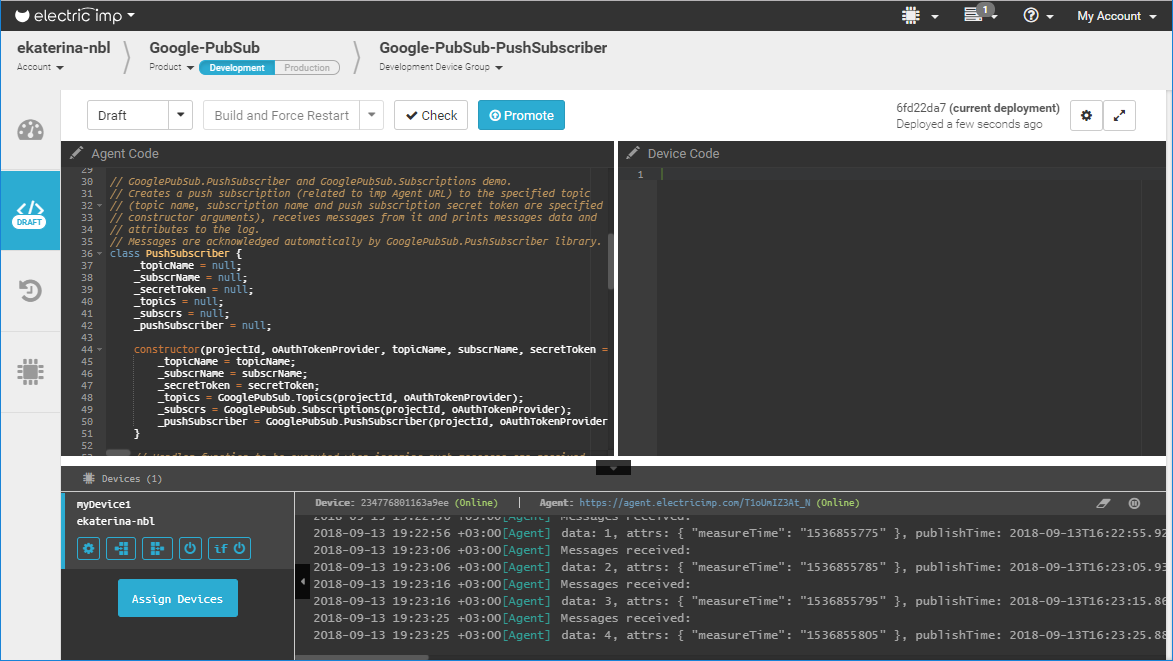 electric imp
1
My Account
ekaterina-nbl
Google-PubSub
Google-PubSub-PushSubscriber
Account
Product
Development
Production
Development Device Group
Draft
Build and Force Restart
Check
Promote
6fd22da7 (current deployment)
Deployed a few seconds ago
DRAFT
Agent Code
29
30 // GooglePubSub.PushSubscriber and GooglePubSub.Subscriptions demo.
31 // Creates a push subscription (related to imp Agent URL) to the specified topic
32 // (topic name, subscription name and push subscription secret token are specified
33 // constructor arguments), receives messages from it and prints messages data and
34 // attributes to the log.
35 // Messages are acknowledged automatically by GooglePubSub.PushSubscriber library.
36 class PushSubscriber {
37 _topicName = null;
38 _subscrName = null;
39 _secretToken = null;
40 _topics = null;
41 _subscrs = null;
42 _pushSubscriber = null;
43
44 constructor(projectId, oAuthTokenProvider, topicName, subscrName, secretToken =
45 _topicName = topicName;
46 _subscrName = subscrName;
47 _secretToken = secretToken;
48 _topics = GooglePubSub.Topics(projectId, oAuthTokenProvider);
49 _subscrs = GooglePubSub.Subscriptions(projectId, oAuthTokenProvider);
50 _pushSubscriber = GooglePubSub.PushSubscriber(projectId, oAuthTokenProvider
51 }
52
Device Code
1
Devices (1)
myDevice1
ekaterina-nbl
if
Assign Devices
Device: 234776801163a9ee (Online) | Agent: https://agent.electricimp.com/T1oUmIZ3At_N (Online)
2018-09-13 19:22:56 +03:00[Agent] Messages received:
2018-09-13 19:22:56 +03:00[Agent] data: 1, attrs: { "measureTime": "1536855775" }, publishTime: 2018-09-13T16:22:55.92
2018-09-13 19:23:06 +03:00[Agent] Messages received:
2018-09-13 19:23:06 +03:00[Agent] data: 2, attrs: { "measureTime": "1536855785" }, publishTime: 2018-09-13T16:23:05.93
2018-09-13 19:23:16 +03:00[Agent] Messages received:
2018-09-13 19:23:16 +03:00[Agent] data: 3, attrs: { "measureTime": "1536855795" }, publishTime: 2018-09-13T16:23:15.86
2018-09-13 19:23:25 +03:00[Agent] Messages received:
2018-09-13 19:23:25 +03:00[Agent] data: 4, attrs: { "measureTime": "1536855805" }, publishTime: 2018-09-13T16:23:25.88